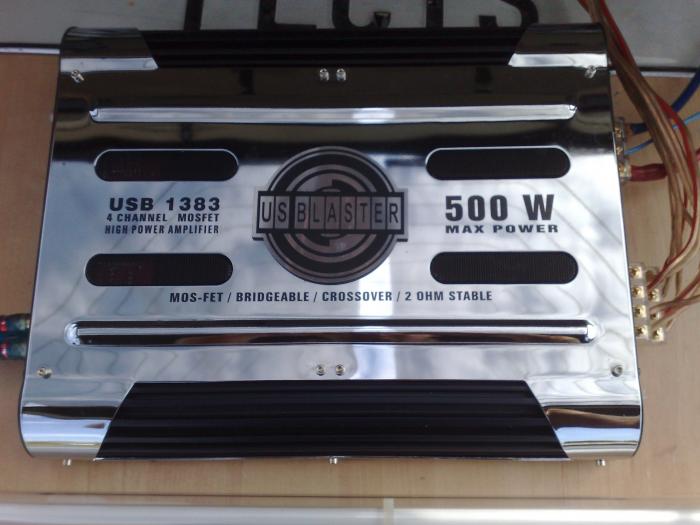 USB 1383
4 CHANNEL MOSFET
HIGH POWER AMPLIFIER
US BLASTER
500 W
MAX POWER
MOS-FET / BRIDGEABLE / CROSSOVER / 2 OHM STABLE